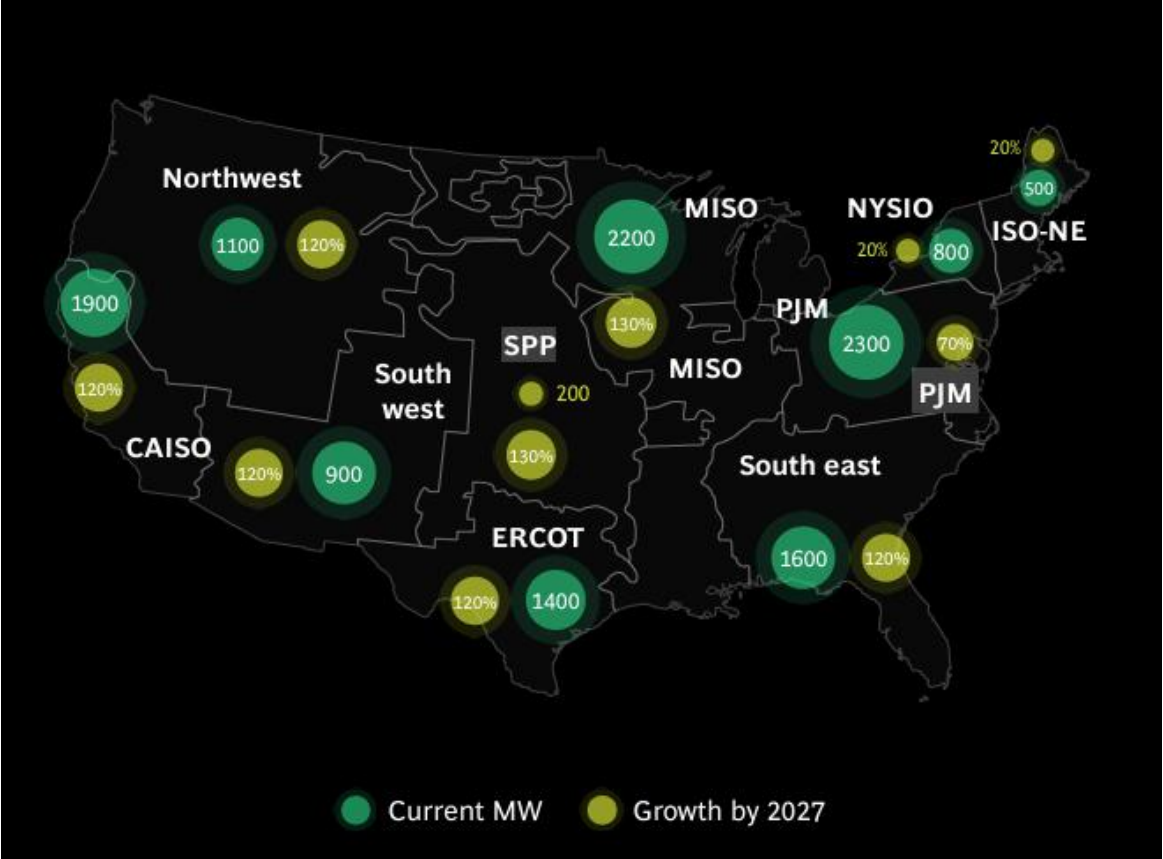 20%
500
Northwest
MISO
NYSIO
ISO-NE
1100
120%
2200
20%
800
1900
PJM
130%
2300
70%
SPP
MISO
South
west
120%
200
PJM
CAISO
130%
South east
120%
900
ERCOT
1600
120%
120%
1400
Current MW
Growth by 2027